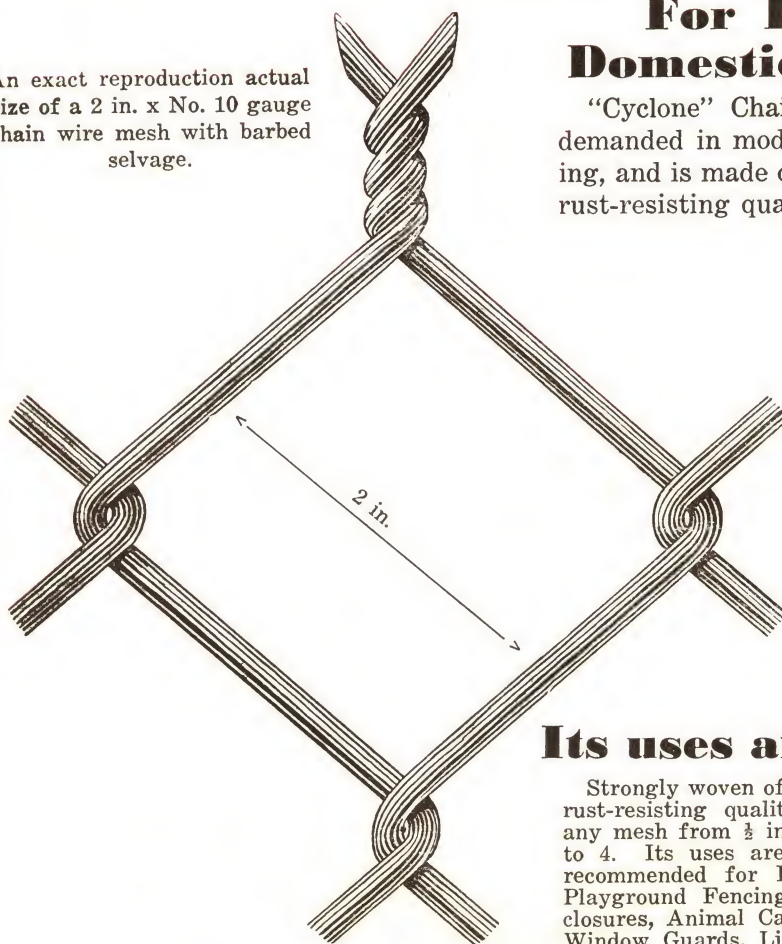 n exact reproduction actual
ize of a 2 in. x No. 10 gauge
hain wire mesh with barbed
selvage.
For
Domestic
“Cyclone” Chai
demanded in mod
ing, and is made
rust-resisting qua
2 in.
Its uses a
Strongly woven of
rust-resisting qualit
any mesh from ½ in
to 4. Its uses are
recommended for
Playground Fencing
closures, Animal Ca
Window Guards, Li